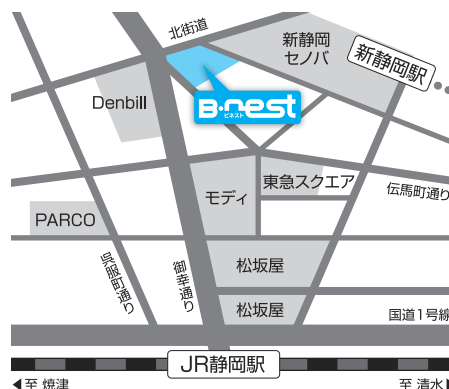 北街道
新静岡
セノバ
新静岡駅
Denbill
B・nest
ビネスト
東急スクエア
モディ
伝馬町通り
PARCO
呉服町通り
御幸通り
松坂屋
松坂屋
国道1号線
JR静岡駅
◀至 焼津
至 清水